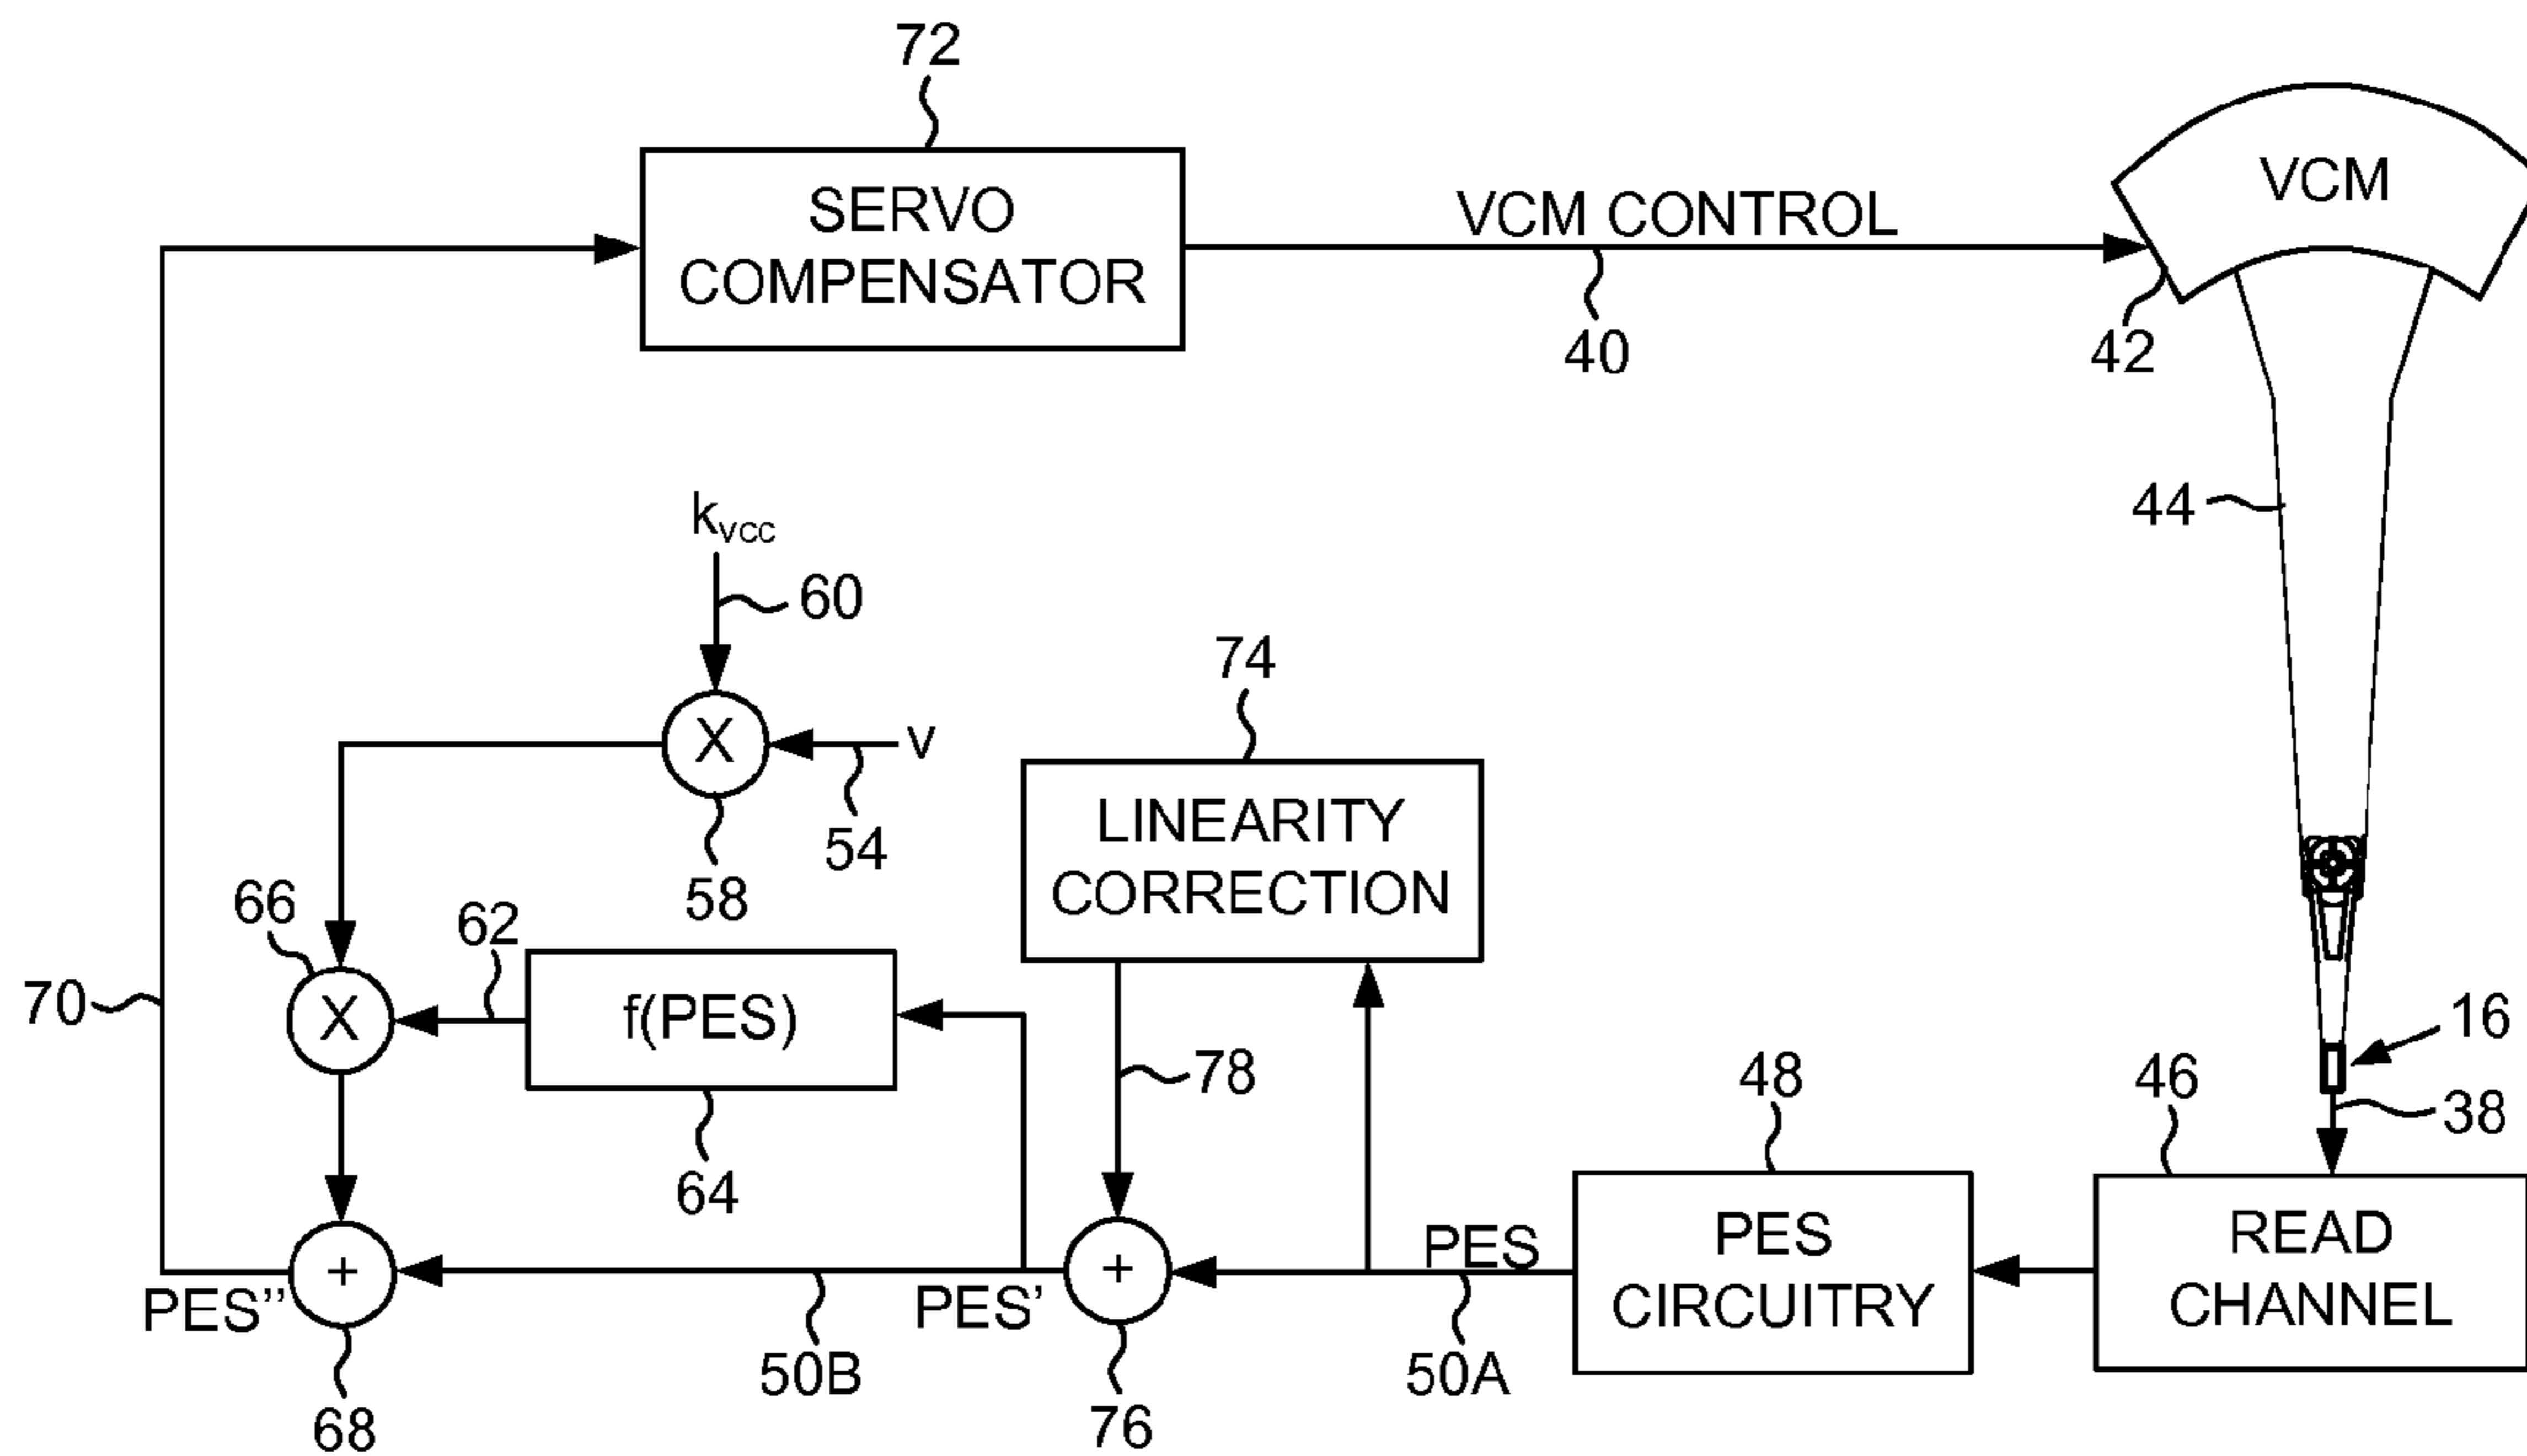 72
SERVO
COMPENSATOR
VCM CONTROL
40
VCM
42
44
kvcc
60
X
v
54
58
74
LINEARITY
CORRECTION
66
X
62
f(PES)
64
70
78
16
38
46
READ
CHANNEL
48
PES
CIRCUITRY
PES
50A
+
76
PES'
50B
+
68
PES''